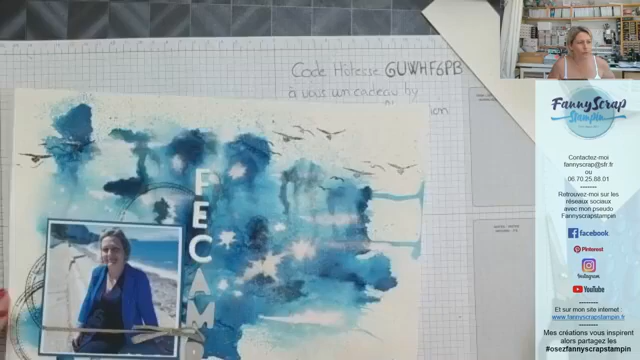 Code Hôtesse GUWHF6PB
à vous un cadeau by
FannyScrap
Stampin
Contactez-moi
fannyscrap@sfr.fr
ou
06.70.25.88.01
--------
Retrouvez-moi sur les
réseaux sociaux
avec mon pseudo
Fannyscrapstampin
facebook
Pinterest
Instagram
YouTube
---------
Et sur mon site internet :
www.fannyscrapstampin.fr
---------
Mes créations vous inspirent
alors partagez les
#osezfannyscrapstampin
FECAM